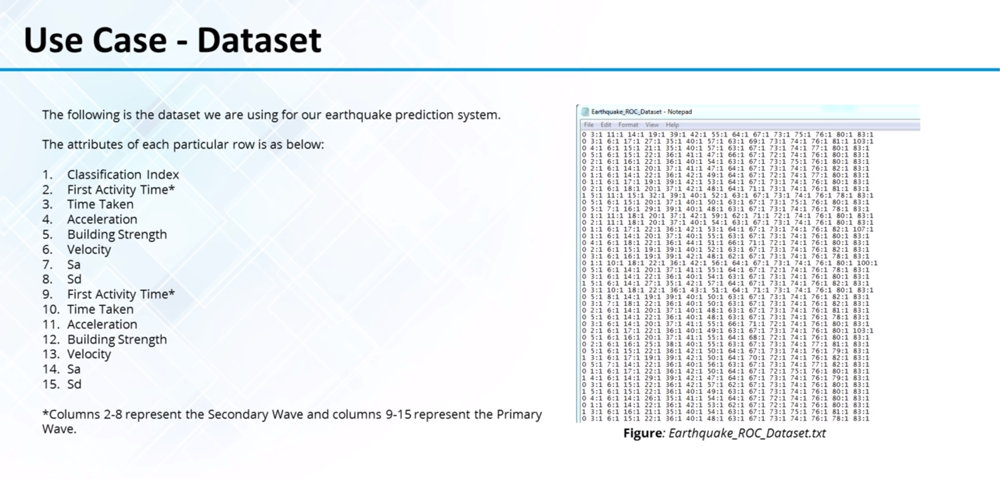 Use Case - Dataset
The following is the dataset we are using for our earthquake prediction system.
The attributes of each particular row is as below:
1. Classification Index
2. First Activity Time*
3. Time Taken
4. Acceleration
5. Building Strength
6. Velocity
7. Sa
8. Sd
9. First Activity Time*
10. Time Taken
11. Acceleration
12. Building Strength
13. Velocity
14. Sa
15. Sd
*Columns 2-8 represent the Secondary Wave and columns 9-15 represent the Primary
Wave.
Earthquake_ROC_Dataset - Notepad
File Edit Format View Help
0 3:1 11:1 14:1 19:1 39:1 42:1 55:1 64:1 67:1 73:1 75:1 76:1 80:1 83:1
0 3:1 6:1 17:1 27:1 35:1 40:1 57:1 63:1 69:1 73:1 74:1 76:1 81:1 103:1
0 4:1 6:1 15:1 21:1 35:1 40:1 57:1 63:1 67:1 73:1 74:1 77:1 80:1 83:1
0 5:1 6:1 15:1 22:1 36:1 41:1 47:1 66:1 67:1 72:1 74:1 76:1 80:1 83:1
0 2:1 6:1 16:1 22:1 36:1 40:1 54:1 63:1 67:1 73:1 75:1 76:1 80:1 83:1
0 2:1 6:1 14:1 20:1 37:1 41:1 47:1 64:1 67:1 73:1 74:1 76:1 82:1 83:1
0 1:1 6:1 14:1 22:1 36:1 42:1 49:1 64:1 67:1 72:1 74:1 77:1 80:1 83:1
0 1:1 6:1 17:1 19:1 39:1 42:1 53:1 64:1 67:1 73:1 74:1 76:1 80:1 83:1
0 2:1 6:1 18:1 20:1 37:1 42:1 48:1 64:1 71:1 73:1 74:1 76:1 81:1 83:1
1 5:1 11:1 15:1 32:1 39:1 40:1 52:1 63:1 67:1 73:1 74:1 76:1 78:1 83:1
0 5:1 6:1 15:1 20:1 37:1 40:1 50:1 63:1 67:1 73:1 75:1 76:1 80:1 83:1
0 5:1 7:1 16:1 29:1 39:1 40:1 48:1 63:1 67:1 73:1 74:1 76:1 78:1 83:1
0 1:1 11:1 18:1 20:1 37:1 42:1 59:1 62:1 71:1 72:1 74:1 76:1 80:1 83:1
0 2:1 11:1 18:1 20:1 37:1 40:1 54:1 63:1 67:1 73:1 74:1 76:1 80:1 83:1
0 1:1 6:1 17:1 22:1 36:1 42:1 53:1 64:1 67:1 73:1 74:1 76:1 82:1 107:1
0 1:1 6:1 14:1 20:1 37:1 40:1 55:1 63:1 67:1 73:1 74:1 76:1 80:1 83:1
0 4:1 6:1 18:1 22:1 36:1 44:1 51:1 66:1 71:1 72:1 74:1 76:1 80:1 83:1
0 2:1 6:1 15:1 19:1 39:1 40:1 52:1 63:1 67:1 73:1 74:1 76:1 82:1 83:1
0 3:1 6:1 16:1 19:1 39:1 42:1 48:1 62:1 67:1 73:1 74:1 76:1 78:1 83:1
0 1:1 10:1 18:1 22:1 36:1 42:1 56:1 64:1 67:1 73:1 74:1 76:1 80:1 100:1
0 5:1 6:1 14:1 20:1 37:1 41:1 55:1 64:1 67:1 72:1 74:1 76:1 78:1 83:1
0 3:1 6:1 14:1 22:1 36:1 40:1 54:1 63:1 67:1 73:1 74:1 76:1 80:1 83:1
1 5:1 6:1 14:1 27:1 35:1 42:1 57:1 64:1 67:1 73:1 74:1 76:1 82:1 83:1
0 3:1 10:1 18:1 22:1 36:1 43:1 51:1 64:1 71:1 73:1 74:1 76:1 80:1 83:1
0 5:1 8:1 14:1 19:1 39:1 40:1 50:1 63:1 67:1 73:1 74:1 76:1 82:1 83:1
0 3:1 7:1 18:1 22:1 36:1 40:1 50:1 63:1 67:1 73:1 74:1 76:1 82:1 83:1
0 2:1 6:1 14:1 20:1 37:1 40:1 48:1 63:1 67:1 73:1 74:1 76:1 81:1 83:1
0 5:1 6:1 14:1 22:1 36:1 40:1 48:1 63:1 67:1 73:1 74:1 76:1 78:1 83:1
0 3:1 6:1 14:1 20:1 37:1 41:1 55:1 66:1 71:1 72:1 74:1 76:1 80:1 83:1
0 2:1 6:1 17:1 22:1 36:1 40:1 49:1 63:1 67:1 73:1 74:1 76:1 80:1 103:1
0 5:1 6:1 16:1 20:1 37:1 41:1 55:1 64:1 68:1 72:1 74:1 76:1 80:1 83:1
0 2:1 6:1 16:1 25:1 38:1 40:1 55:1 63:1 67:1 73:1 74:1 77:1 81:1 83:1
0 5:1 6:1 15:1 22:1 36:1 42:1 50:1 64:1 67:1 73:1 74:1 76:1 79:1 83:1
1 3:1 6:1 17:1 19:1 39:1 42:1 50:1 64:1 70:1 72:1 74:1 76:1 82:1 83:1
0 5:1 7:1 14:1 22:1 36:1 40:1 56:1 63:1 67:1 73:1 74:1 77:1 82:1 83:1
0 1:1 6:1 17:1 22:1 36:1 42:1 50:1 64:1 67:1 72:1 75:1 76:1 80:1 83:1
1 4:1 6:1 14:1 29:1 39:1 42:1 47:1 64:1 67:1 73:1 74:1 76:1 79:1 83:1
0 3:1 6:1 15:1 22:1 36:1 42:1 57:1 62:1 67:1 73:1 74:1 76:1 80:1 83:1
1 5:1 6:1 15:1 22:1 36:1 40:1 49:1 63:1 67:1 73:1 74:1 76:1 80:1 83:1
0 4:1 6:1 14:1 26:1 35:1 41:1 54:1 64:1 67:1 72:1 74:1 76:1 80:1 83:1
0 1:1 6:1 14:1 22:1 36:1 42:1 53:1 62:1 67:1 72:1 74:1 76:1 80:1 83:1
1 3:1 6:1 16:1 21:1 35:1 40:1 54:1 63:1 67:1 73:1 75:1 76:1 81:1 83:1
0 3:1 6:1 15:1 22:1 36:1 40:1 48:1 63:1 67:1 73:1 74:1 76:1 78:1 83:1
Figure: Earthquake_ROC_Dataset.txt